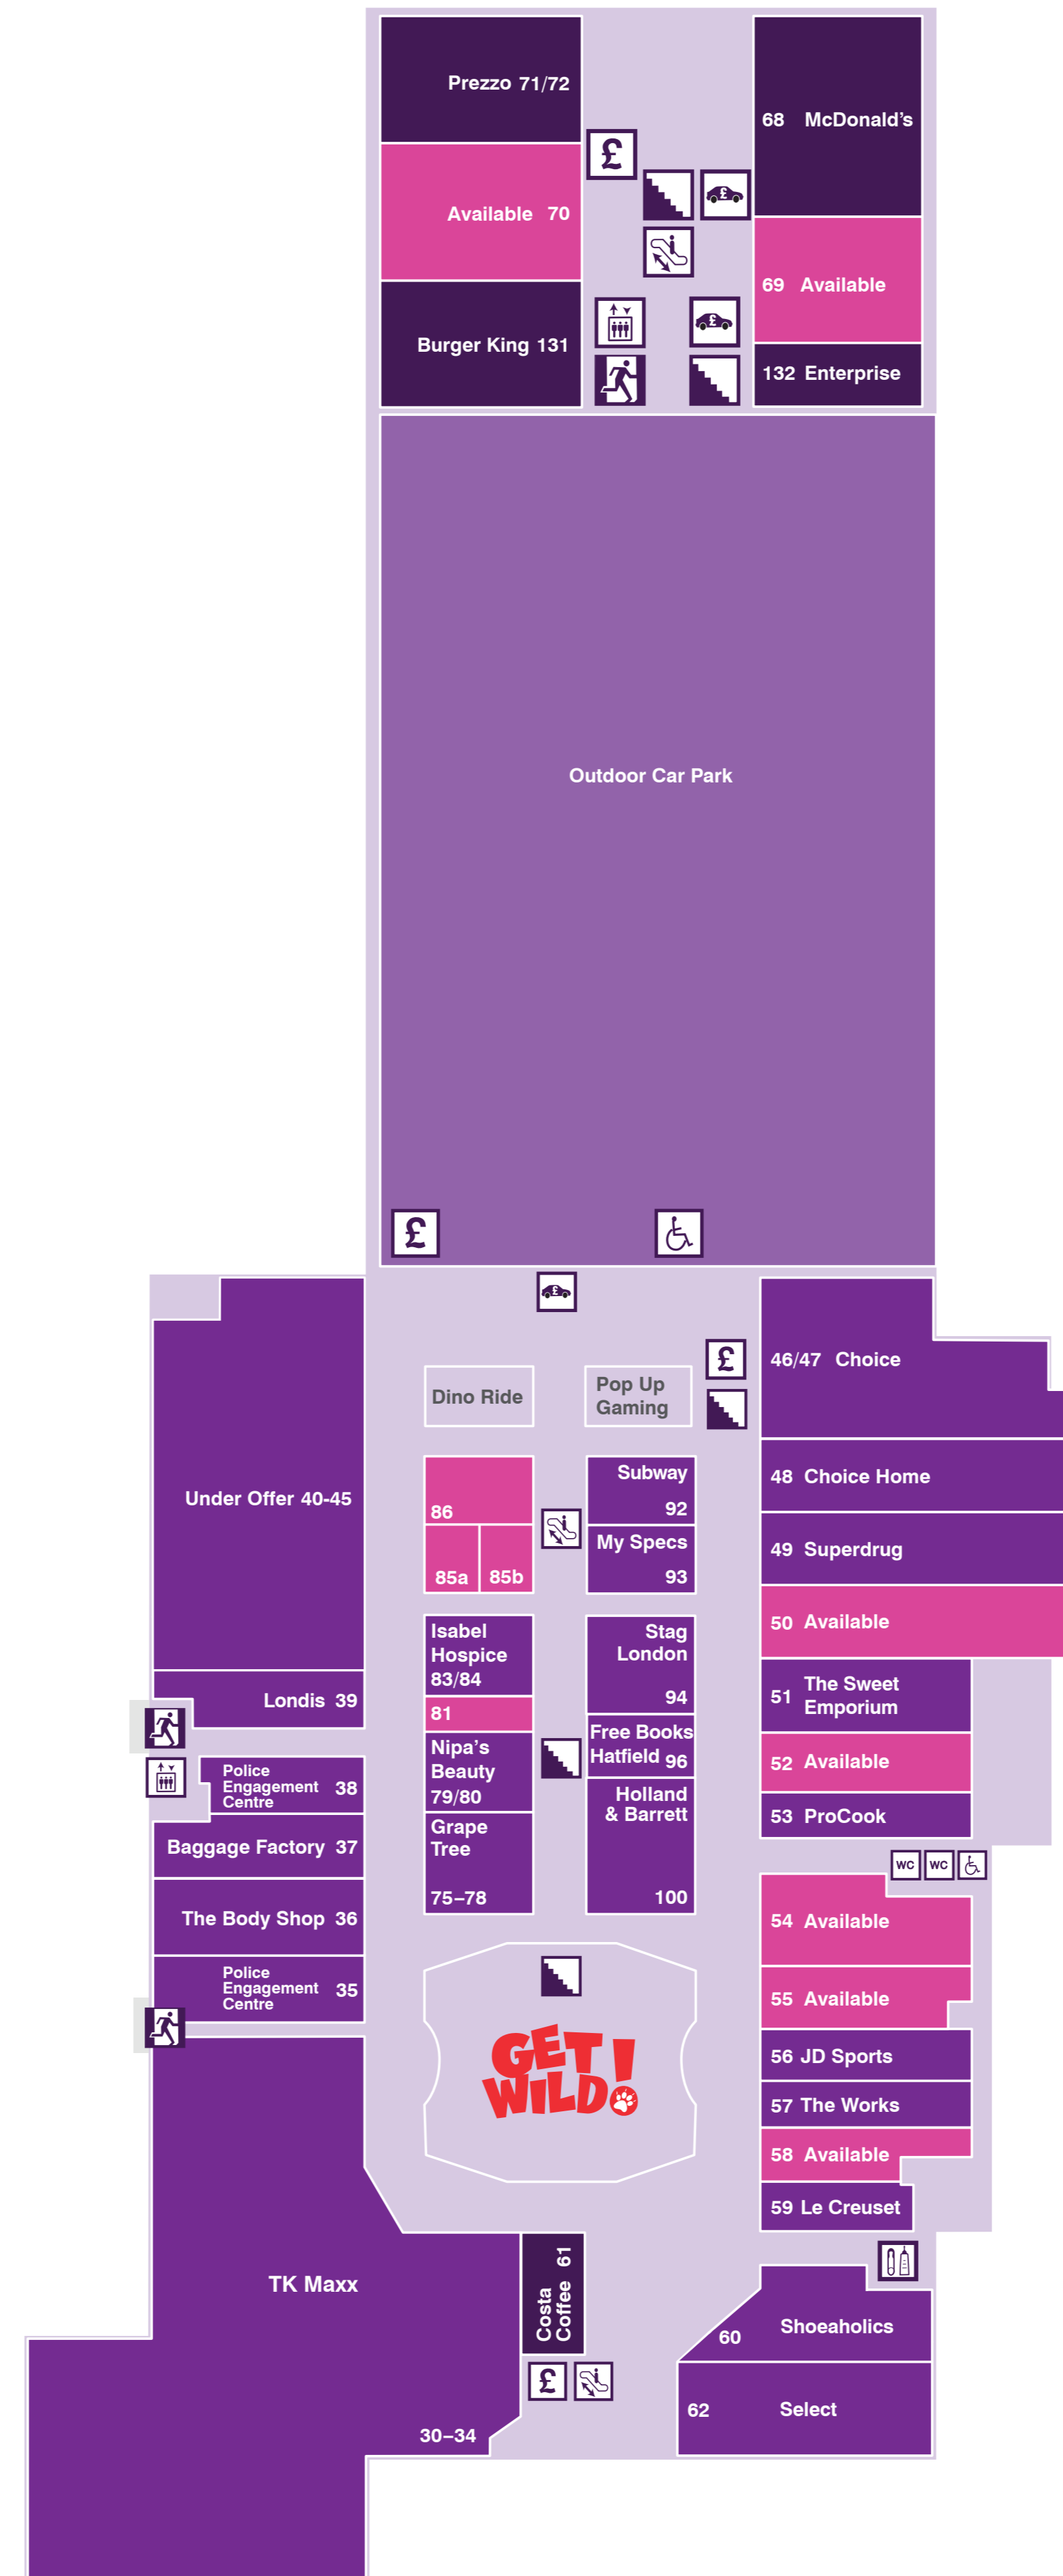 Prezzo 71/72
68 McDonald's
£
£
Available 70
69 Available
£
Burger King 131
132 Enterprise
Outdoor Car Park
£
£
£
46/47 Choice
Dino Ride
Pop Up
Gaming
Under Offer 40-45
86
85a 85b
Subway
92
My Specs
93
48 Choice Home
49 Superdrug
50 Available
Isabel
Hospice
83/84
81
Nipa's
Beauty
79/80
Grape
Tree
75–78
Stag
London
94
Free Books
Hatfield 96
Holland
& Barrett
100
51 The Sweet
Emporium
52 Available
53 ProCook
WC WC
Londis 39
Police
Engagement
Centre 38
Baggage Factory 37
The Body Shop 36
Police
Engagement
Centre 35
54 Available
55 Available
56 JD Sports
57 The Works
58 Available
59 Le Creuset
GET
WILD!
TK Maxx
30–34
Costa
Coffee 61
£
60 Shoeaholics
62 Select